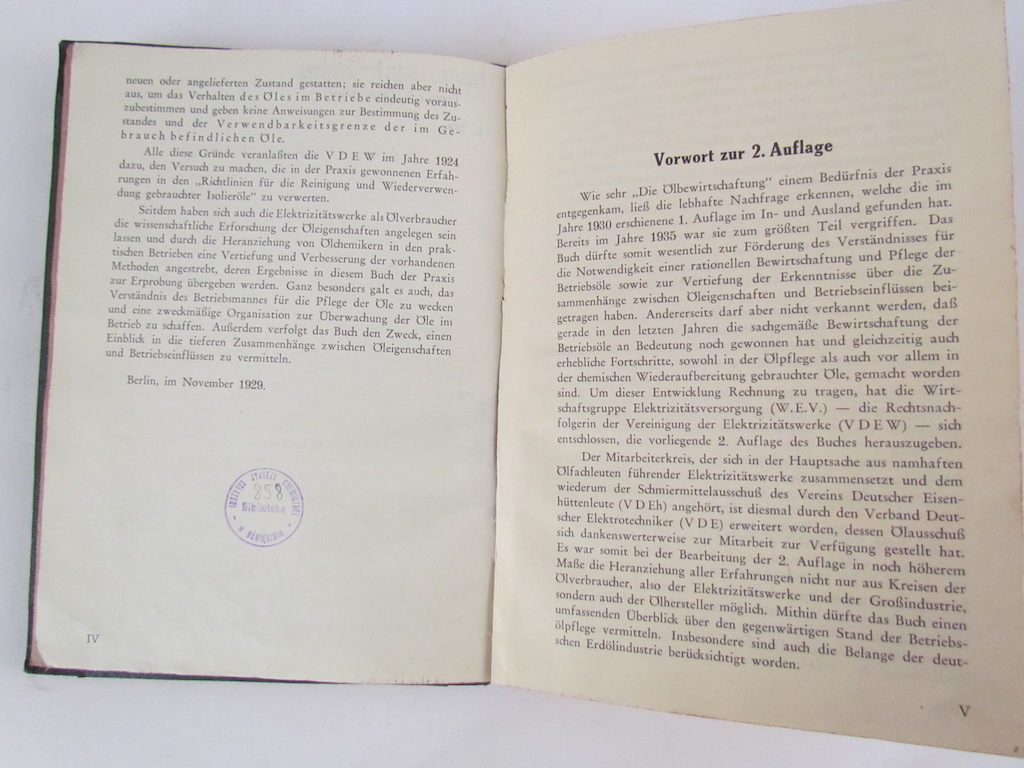 neuen oder angelieferten Zustand gestatten; sie reichen aber nicht
aus, um das Verhalten des Öles im Betriebe eindeutig voraus-
zubestimmen und geben keine Anweisungen zur Bestimmung des Zu-
standes und der Verwendbarkeitsgrenze der im Ge-
brauch befindlichen Öle.
Alle diese Gründe veranlaßten die VDEW im Jahre 1924
dazu, den Versuch zu machen, die in der Praxis gewonnenen Erfah-
rungen in den „Richtlinien für die Reinigung und Wiederverwen-
dung gebrauchter Isolieröle“ zu verwerten.
Seitdem haben sich auch die Elektrizitätswerke als Ölverbraucher
die wissenschaftliche Erforschung der Öleigenschaften angelegen sein
lassen und durch die Heranziehung von Ölchemikern in den prak-
tischen Betrieben eine Vertiefung und Verbesserung der vorhandenen
Methoden angestrebt, deren Ergebnisse in diesem Buch der Praxis
zur Erprobung übergeben werden. Ganz besonders galt es auch, das
Verständnis des Betriebsmannes für die Pflege der Öle zu wecken
und eine zweckmäßige Organisation zur Überwachung der Öle im
Betrieb zu schaffen. Außerdem verfolgt das Buch den Zweck, einen
Einblick in die tieferen Zusammenhänge zwischen Öleigenschaften
und Betriebseinflüssen zu vermitteln.
Berlin, im November 1929.
858
Biblioteka
IV
Vorwort zur 2. Auflage
Wie sehr „Die Ölbewirtschaftung“ einem Bedürfnis der Praxis
entgegenkam, ließ die lebhafte Nachfrage erkennen, welche die im
Jahre 1930 erschienene 1. Auflage im In- und Ausland gefunden hat.
Bereits im Jahre 1935 war sie zum größten Teil vergriffen. Das
Buch dürfte somit wesentlich zur Förderung des Verständnisses für
die Notwendigkeit einer rationellen Bewirtschaftung und Pflege der
Betriebsöle sowie zur Vertiefung der Erkenntnisse über die Zu-
sammenhänge zwischen Öleigenschaften und Betriebseinflüssen bei-
getragen haben. Andererseits darf aber nicht verkannt werden, daß
gerade in den letzten Jahren die sachgemäße Bewirtschaftung der
Betriebsöle an Bedeutung noch gewonnen hat und gleichzeitig auch
erhebliche Fortschritte, sowohl in der Ölpflege als auch vor allem in
der chemischen Wiederaufbereitung gebrauchter Öle, gemacht worden
sind. Um dieser Entwicklung Rechnung zu tragen, hat die Wirt-
schaftsgruppe Elektrizitätsversorgung (W.E.V.) — die Rechtsnach-
folgerin der Vereinigung der Elektrizitätswerke (VDEW) — sich
entschlossen, die vorliegende 2. Auflage des Buches herauszugeben.
Der Mitarbeiterkreis, der sich in der Hauptsache aus namhaften
Ölfachleuten führender Elektrizitätswerke zusammensetzt und dem
wiederum der Schmiermittelausschuß des Vereins Deutscher Eisen-
hüttenleute (VDEh) angehört, ist diesmal durch den Verband Deut-
scher Elektrotechniker (VDE) erweitert worden, dessen Ölausschuß
sich dankenswerterweise zur Mitarbeit zur Verfügung gestellt hat.
Es war somit bei der Bearbeitung der 2. Auflage in noch höherem
Maße die Heranziehung aller Erfahrungen nicht nur aus Kreisen der
Ölverbraucher, also der Elektrizitätswerke und der Großindustrie,
sondern auch der Ölhersteller möglich. Mithin dürfte das Buch einen
umfassenden Überblick über den gegenwärtigen Stand der Betriebs-
ölpflege vermitteln. Insbesondere sind auch die Belange der deut-
schen Erdölindustrie berücksichtigt worden.
V